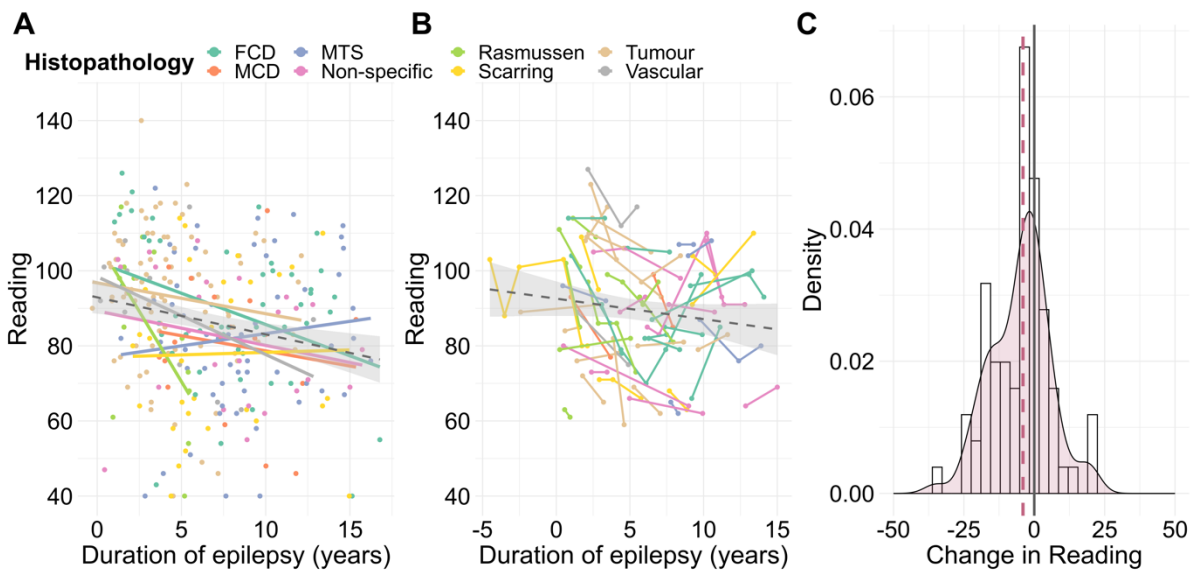 A
B
C
Histopathology
FCD
MTS
Rasmussen
Tumour
MCD
Non-specific
Scarring
Vascular
Reading
140
120
100
80
60
40
0
5
10
15
Duration of epilepsy (years)
Reading
140
120
100
80
60
40
-5
0
5
10
15
Duration of epilepsy (years)
Density
0.06
0.04
0.02
0.00
-50
-25
0
25
50
Change in Reading